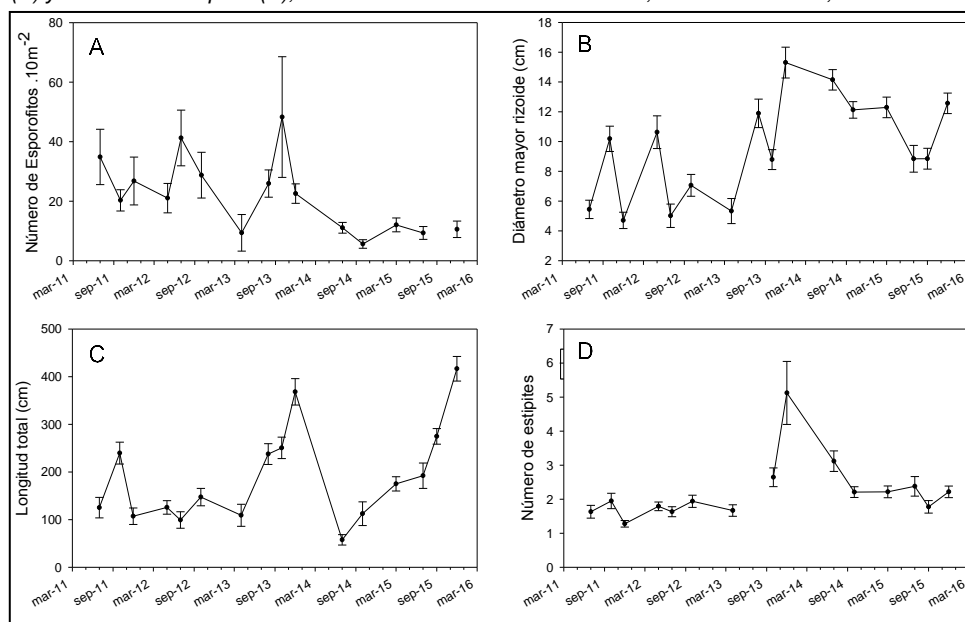 A
Número de Esporofitos .10m-2
80
60
40
20
0
mar-11
sep-11
mar-12
sep-12
mar-13
sep-13
mar-14
sep-14
mar-15
sep-15
mar-16
B
Diámetro mayor rizoide (cm)
18
16
14
12
10
8
6
4
2
mar-11
sep-11
mar-12
sep-12
mar-13
sep-13
mar-14
sep-14
mar-15
sep-15
mar-16
C
Longitud total (cm)
500
400
300
200
100
0
mar-11
sep-11
mar-12
sep-12
mar-13
sep-13
mar-14
sep-14
mar-15
sep-15
mar-16
D
Número de estipites
7
6
5
4
3
2
1
0
mar-11
sep-11
mar-12
sep-12
mar-13
sep-13
mar-14
sep-14
mar-15
sep-15
mar-16